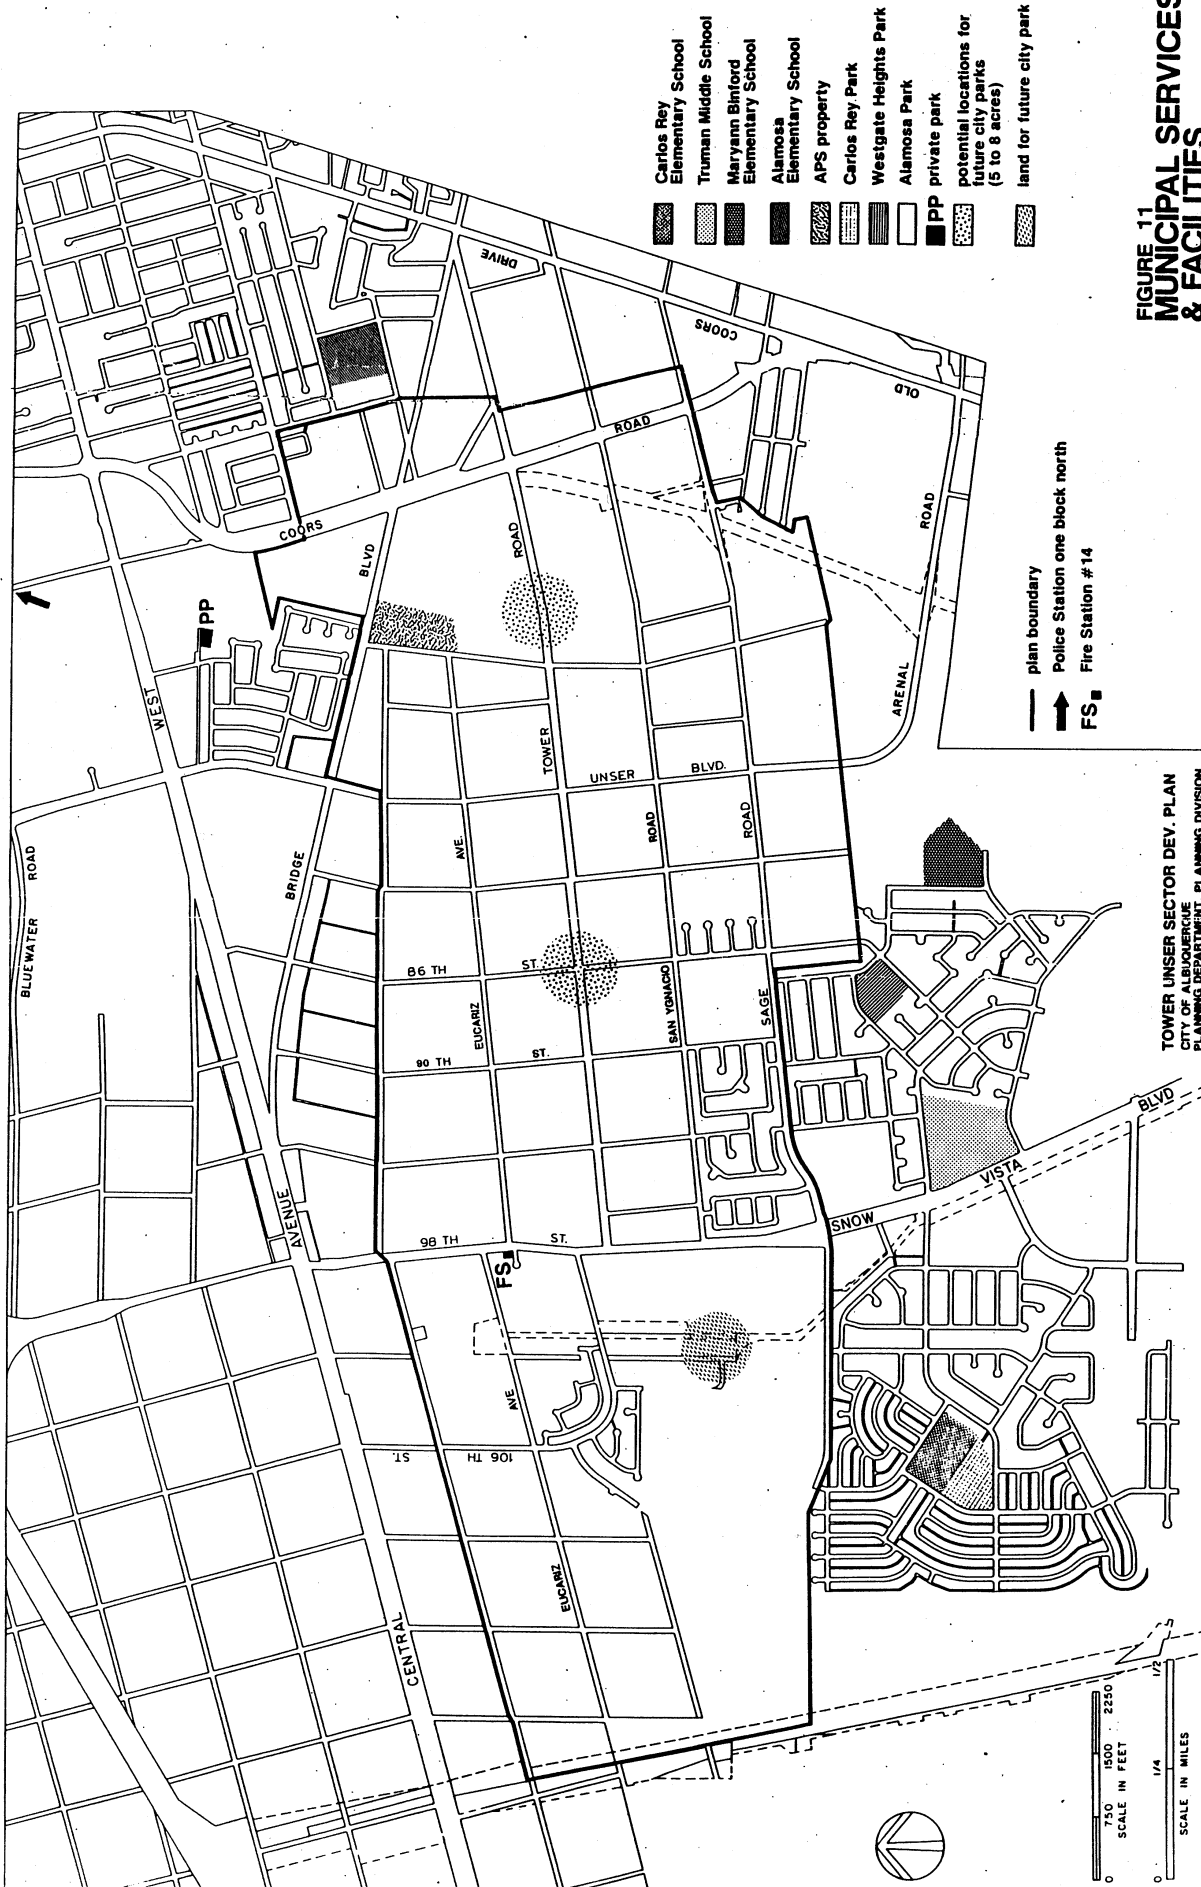 Carlos Rey
Elementary School
Truman Middle School
Maryann Binford
Elementary School
Alamosa
Elementary School
APS property
Carlos Rey Park
Westgate Heights Park
Alamosa Park
PP private park
potential locations for
future city parks
(5 to 8 acres)
land for future city park
FIGURE 11
MUNICIPAL SERVICES
& FACILITIES
plan boundary
Police Station one block north
FS Fire Station #14
TOWER UNSER SECTOR DEV. PLAN
CITY OF ALBUQUERQUE
PLANNING DEPARTMENT, PLANNING DIVISION
BLUEWATER ROAD
WEST
CENTRAL
AVENUE
BRIDGE
BLVD
COORS
ROAD
COORS
DRIVE
OLD
PP
TOWER
ROAD
UNSER
BLVD.
ROAD
ROAD
AVE.
ARENAL
ROAD
86 TH
ST.
EUCARIZ
SAN YGNACIO
SAGE
90 TH
ST.
98 TH
ST.
FS
SNOW
VISTA
BLVD
AVE
106 TH
ST.
EUCARIZ
0 750 1500 2250
SCALE IN FEET
0 1/4 1/2
SCALE IN MILES